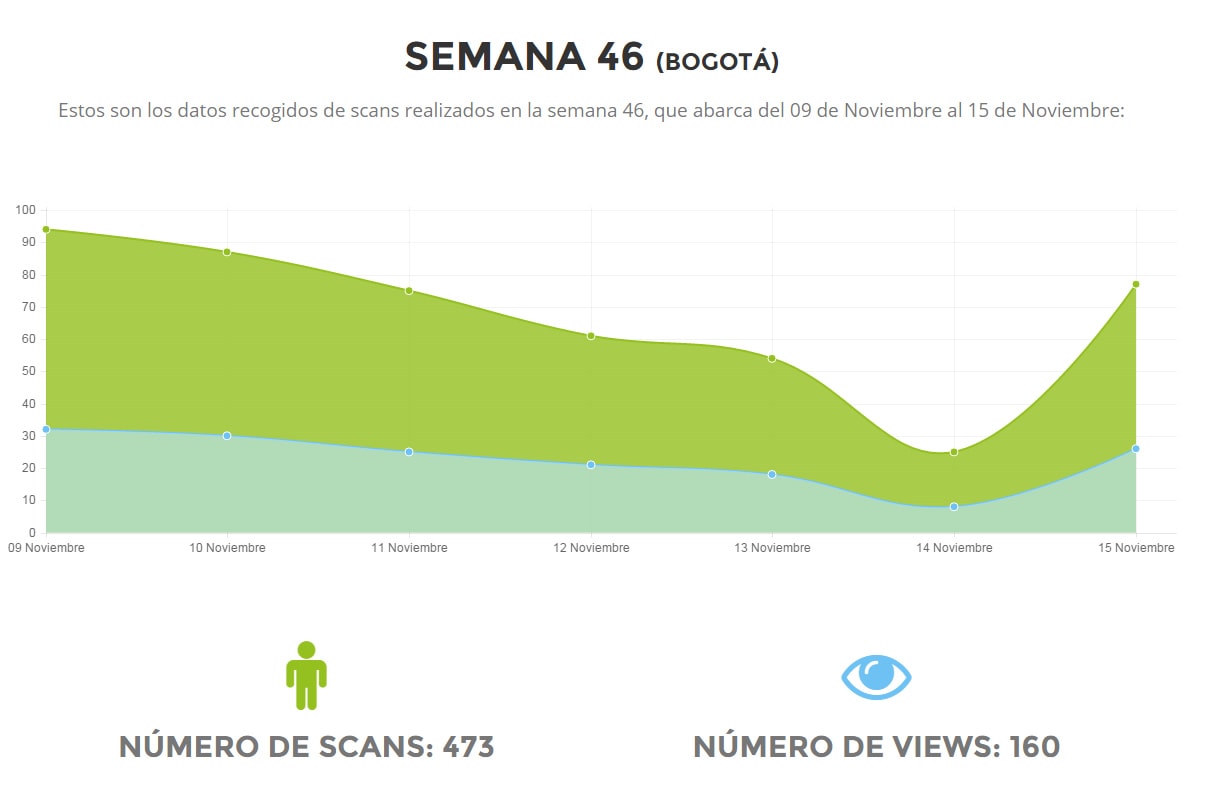 SEMANA 46 (BOGOTÁ)
Estos son los datos recogidos de scans realizados en la semana 46, que abarca del 09 de Noviembre al 15 de Noviembre:
100
90
80
70
60
50
40
30
20
10
0
09 Noviembre 10 Noviembre 11 Noviembre 12 Noviembre 13 Noviembre 14 Noviembre 15 Noviembre
NÚMERO DE SCANS: 473
NÚMERO DE VIEWS: 160